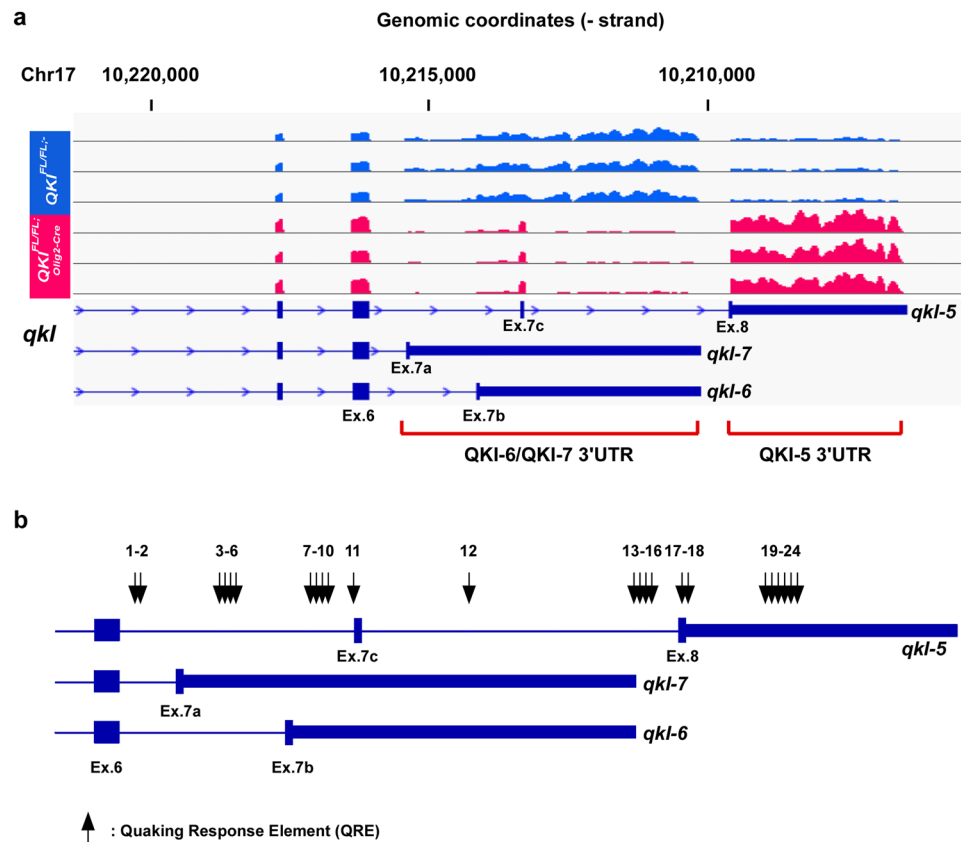 a
Genomic coordinates (- strand)
Chr17 10,220,000 10,215,000 10,210,000
QKI FL/FL;-
QKI FL/FL; Olig2-Cre
qkI
qkI-5
Ex.7c
Ex.8
qkI-7
Ex.7a
qkI-6
Ex.6
Ex.7b
QKI-6/QKI-7 3'UTR
QKI-5 3'UTR
b
1-2 3-6 7-10 11 12 13-16 17-18 19-24
qkI-5
Ex.7c
Ex.8
qkI-7
Ex.7a
qkI-6
Ex.6
Ex.7b
: Quaking Response Element (QRE)